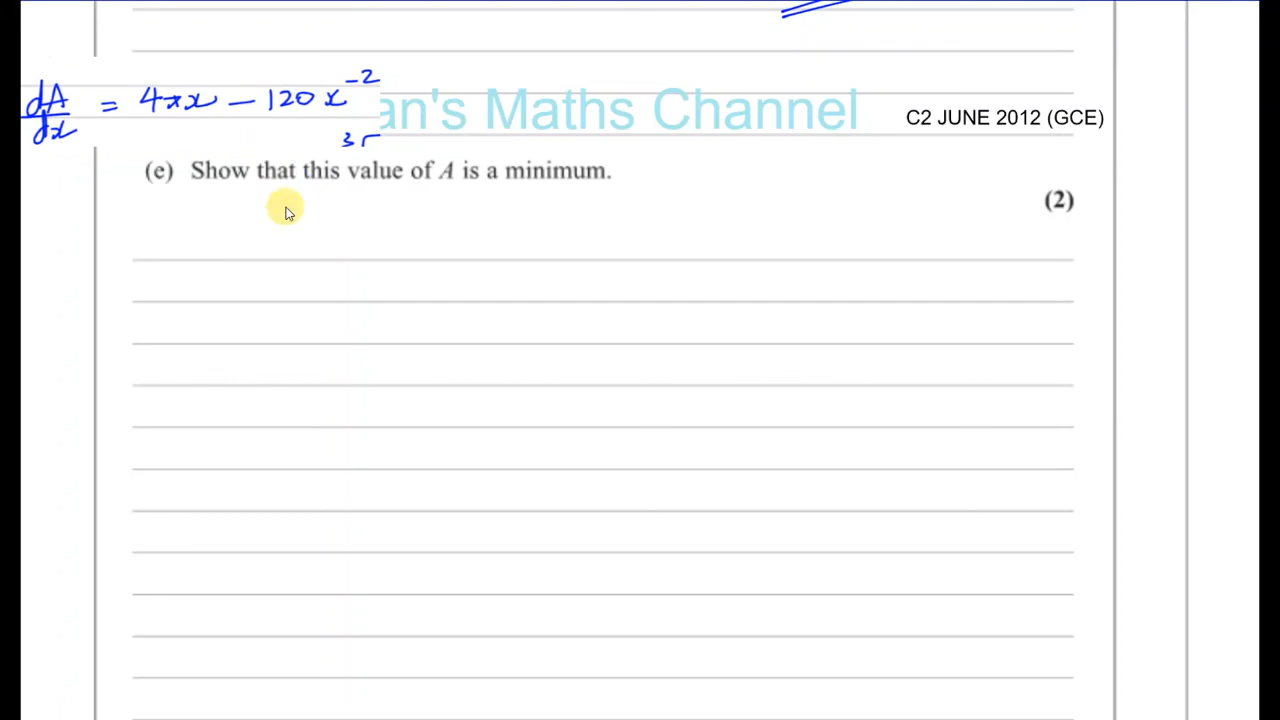 dA/dx = 4πx − 120x⁻²
an's Maths Channel
C2 JUNE 2012 (GCE)
3
(e) Show that this value of A is a minimum.
(2)